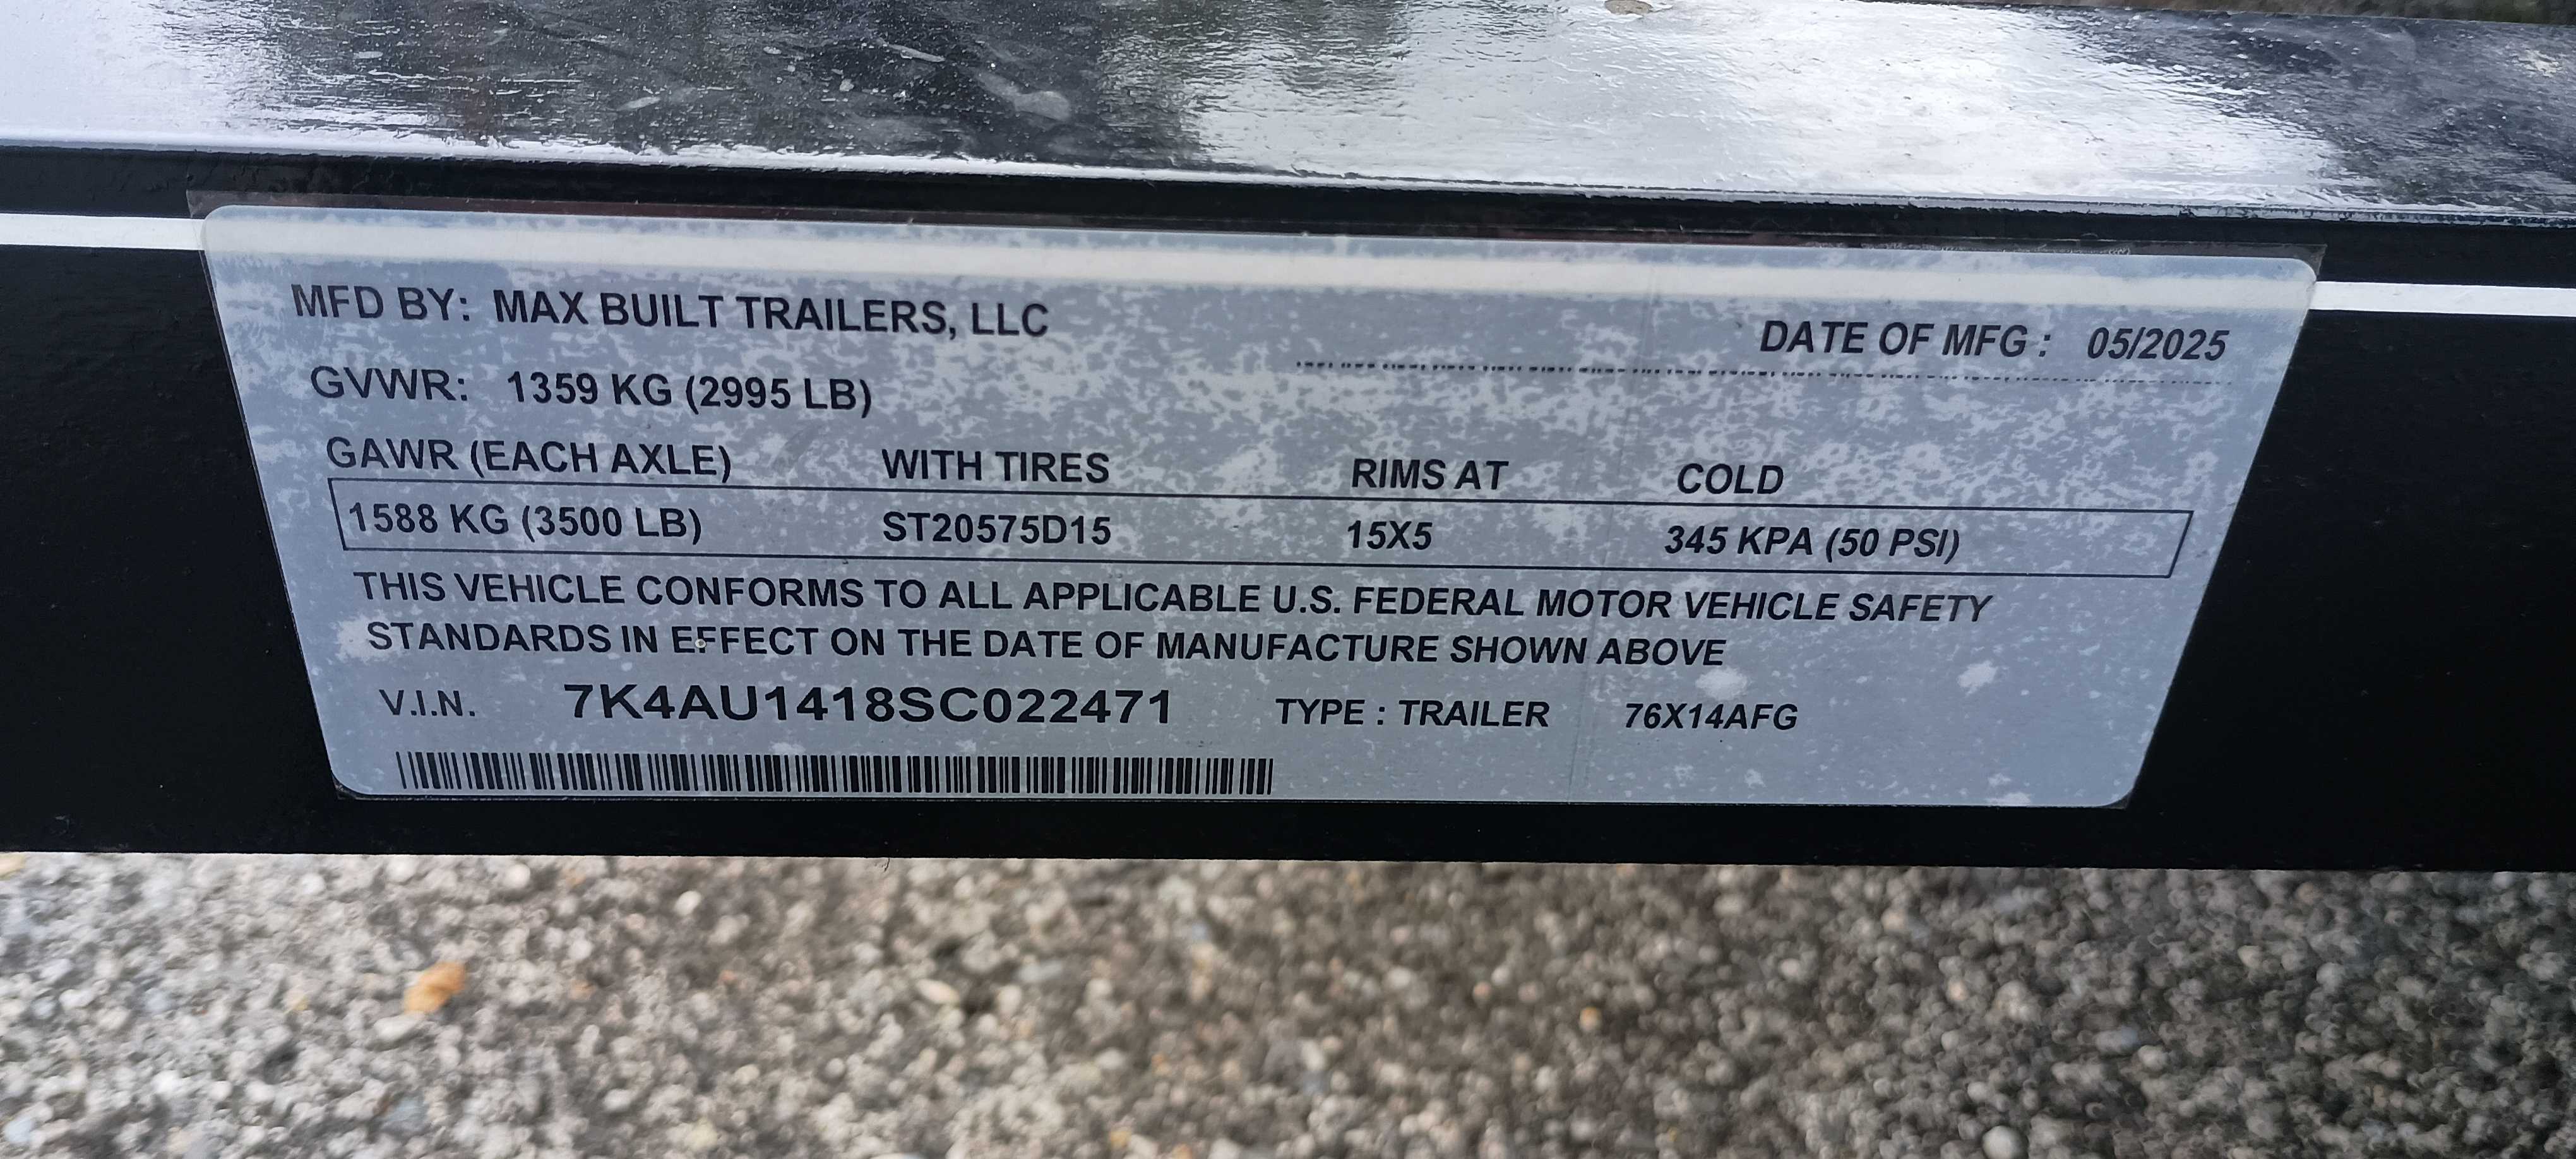 MFD BY: MAX BUILT TRAILERS, LLC
DATE OF MFG : 05/2025
GVWR: 1359 KG (2995 LB)
GAWR (EACH AXLE) WITH TIRES RIMS AT COLD
1588 KG (3500 LB) ST20575D15 15X5 345 KPA (50 PSI)
THIS VEHICLE CONFORMS TO ALL APPLICABLE U.S. FEDERAL MOTOR VEHICLE SAFETY
STANDARDS IN EFFECT ON THE DATE OF MANUFACTURE SHOWN ABOVE
V.I.N. 7K4AU1418SC022471 TYPE : TRAILER 76X14AFG